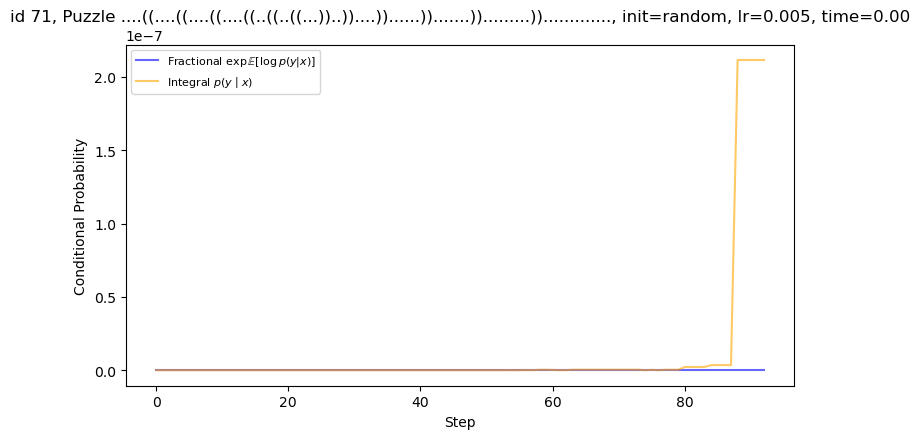 id 71, Puzzle ....((....((....((....((..((..((...))..))....))......)).......)).........))............., init=random, lr=0.005, time=0.00
1e−7
Fractional exp𝔼[log p(y|x)]
Integral p(y | x)
2.0
1.5
1.0
0.5
0.0
Conditional Probability
0 20 40 60 80
Step